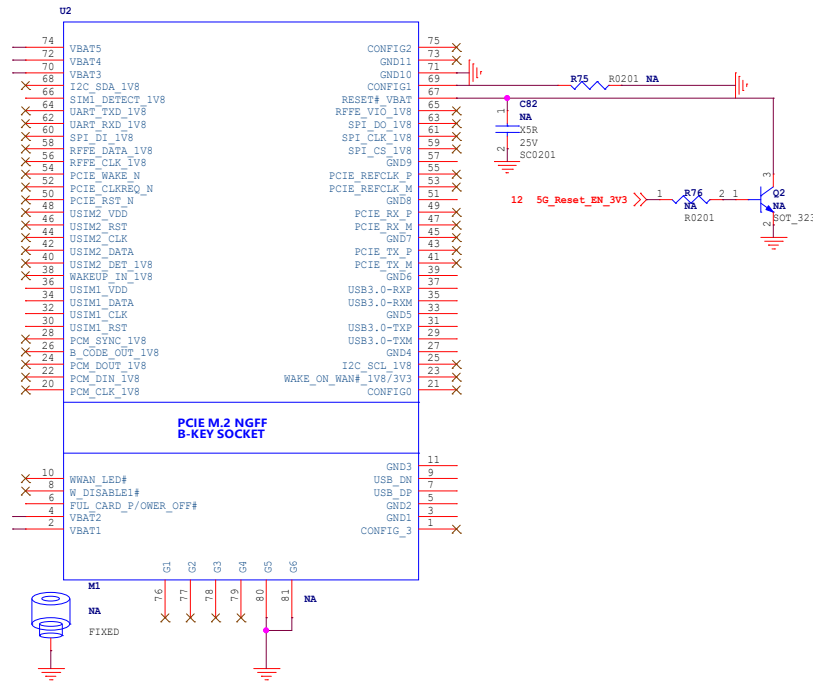 U2
74 VBAT5 CONFIG2 75
72 VBAT4 GND11 73
70 VBAT3 GND10 71
68 I2C_SDA_1V8 CONFIG1 69 R75 R0201 NA
66 SIM1_DETECT_1V8 RESET#_VBAT 67
64 UART_TXD_1V8 RFFE_VIO_1V8 65
62 UART_RXD_1V8 SPI_DO_1V8 63
60 SPI_DI_1V8 SPI_CLK_1V8 61
58 RFFE_DATA_1V8 SPI_CS_1V8 59
56 RFFE_CLK_1V8 GND9 57
54 PCIE_WAKE_N PCIE_REFCLK_P 55
52 PCIE_CLKREQ_N PCIE_REFCLK_M 53
50 PCIE_RST_N GND8 51
48 USIM2_VDD PCIE_RX_P 49
46 USIM2_RST PCIE_RX_M 47
44 USIM2_CLK GND7 45
42 USIM2_DATA PCIE_TX_P 43
40 USIM2_DET_1V8 PCIE_TX_M 41
38 WAKEUP_IN_1V8 GND6 39
36 USIM1_VDD USB3.0-RXP 37
34 USIM1_DATA USB3.0-RXM 35
32 USIM1_CLK GND5 33
30 USIM1_RST USB3.0-TXP 31
28 PCM_SYNC_1V8 USB3.0-TXM 29
26 B_CODE_OUT_1V8 GND4 27
24 PCM_DOUT_1V8 I2C_SCL_1V8 25
22 PCM_DIN_1V8 WAKE_ON_WAN#_1V8/3V3 23
20 PCM_CLK_1V8 CONFIG0 21
1 C82
NA
X5R
25V
2 SC0201
12 5G_Reset_EN_3V3 1 R76 2 1
NA
R0201
3
Q2
NA
2 SOT_323
PCIE M.2 NGFF
B-KEY SOCKET
GND3 11
10 WWAN_LED# USB_DN 9
8 W_DISABLE1# USB_DP 7
6 FUL_CARD_P/OWER_OFF# GND2 5
4 VBAT2 GND1 3
2 VBAT1 CONFIG_3 1
G1 G2 G3 G4 G5 G6
76 77 78 79 80 81 NA
M1
NA
FIXED